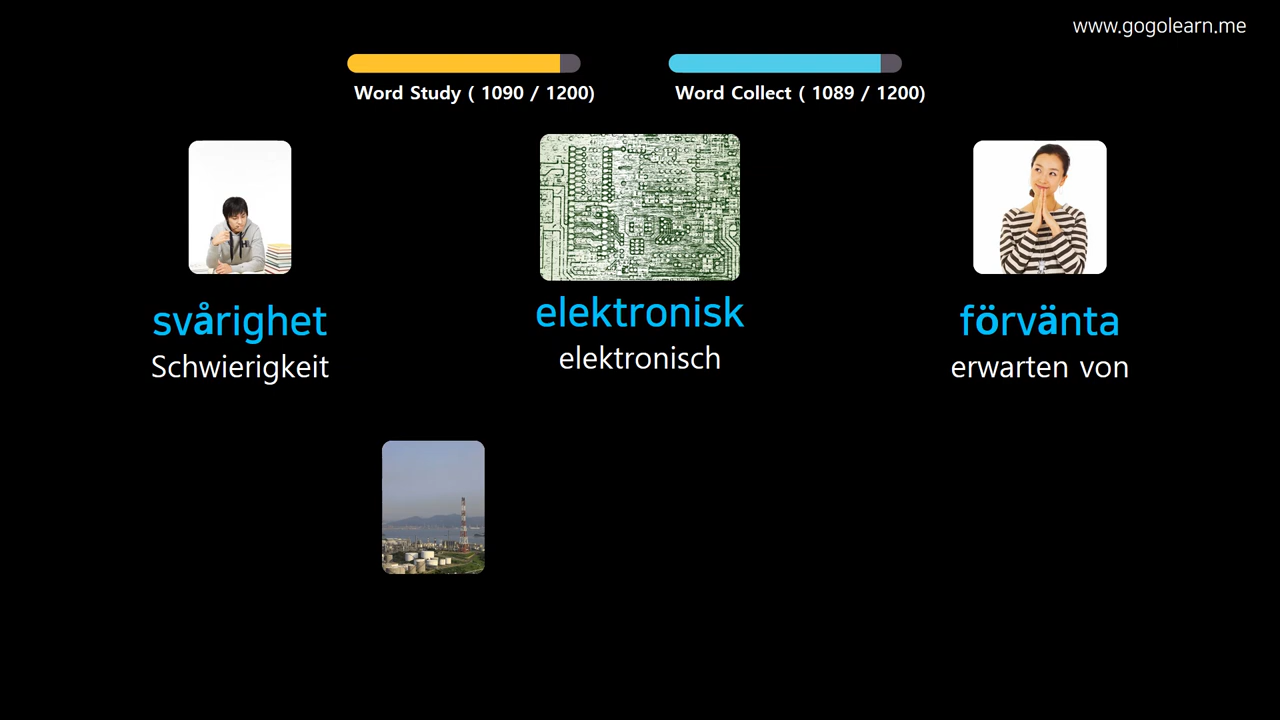 www.gogolearn.me
Word Study ( 1090 / 1200)
Word Collect ( 1089 / 1200)
svårighet
Schwierigkeit
elektronisk
elektronisch
förvänta
erwarten von